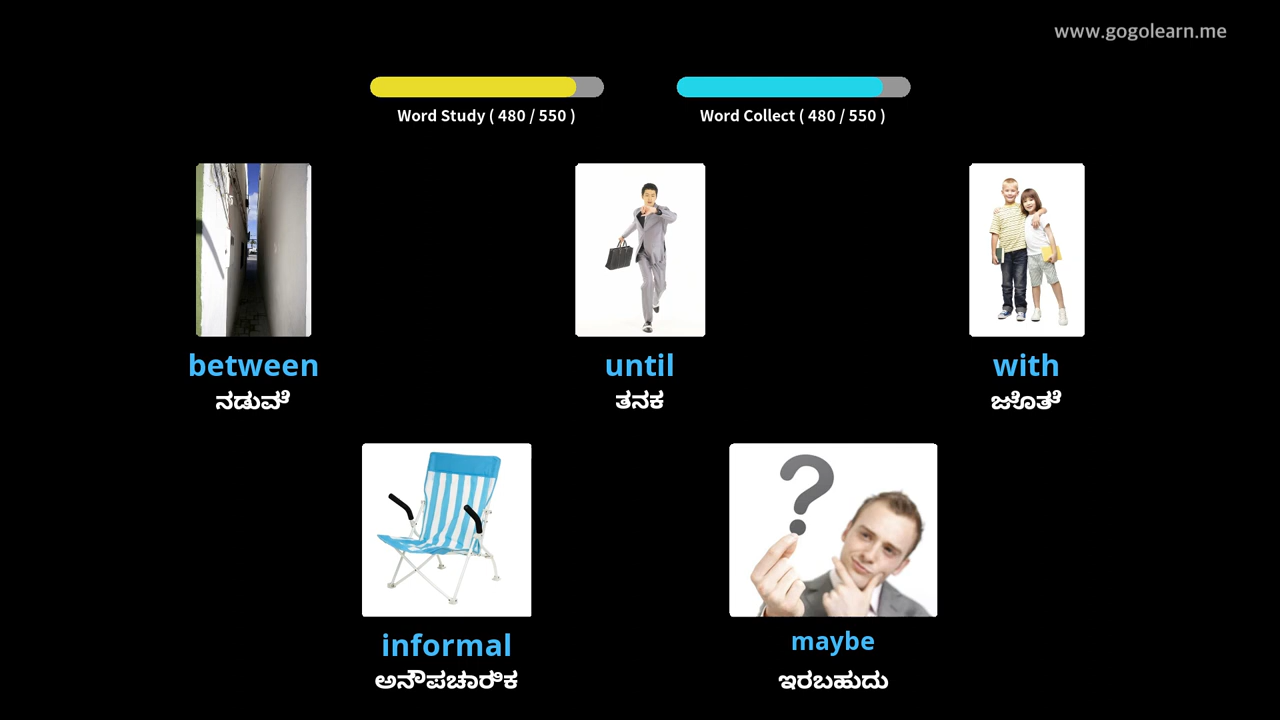 www.gogolearn.me
Word Study ( 480 / 550 )
Word Collect ( 480 / 550 )
between
ನಡುವೆ
until
ತನಕ
with
ಜೊತೆ
informal
ಅನೌಪಚಾರಿಕ
maybe
ಇರಬಹುದು